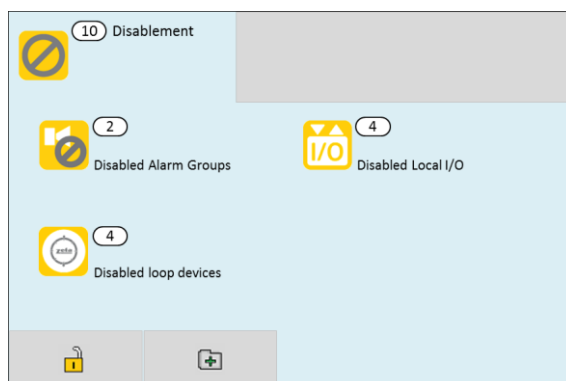 10 Disablement
2
Disabled Alarm Groups
4
I/O
Disabled Local I/O
4
Disabled loop devices